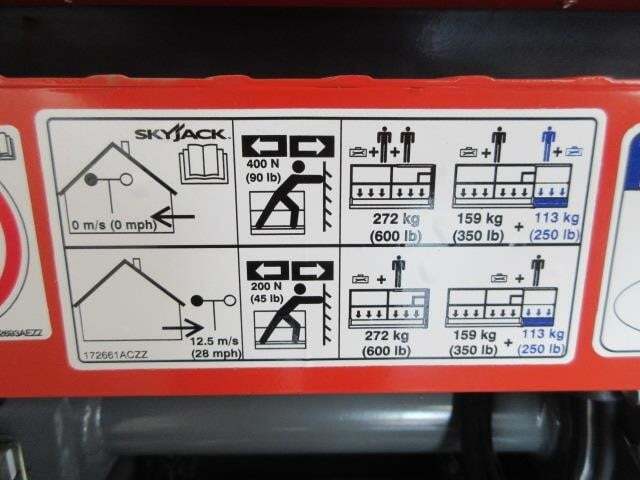 SKYJACK
400 N
(90 lb)
0 m/s (0 mph)
272 kg
(600 lb)
159 kg
(350 lb)
+
113 kg
(250 lb)
200 N
(45 lb)
12.5 m/s
(28 mph)
172661ACZZ
272 kg
(600 lb)
159 kg
(350 lb)
+
113 kg
(250 lb)